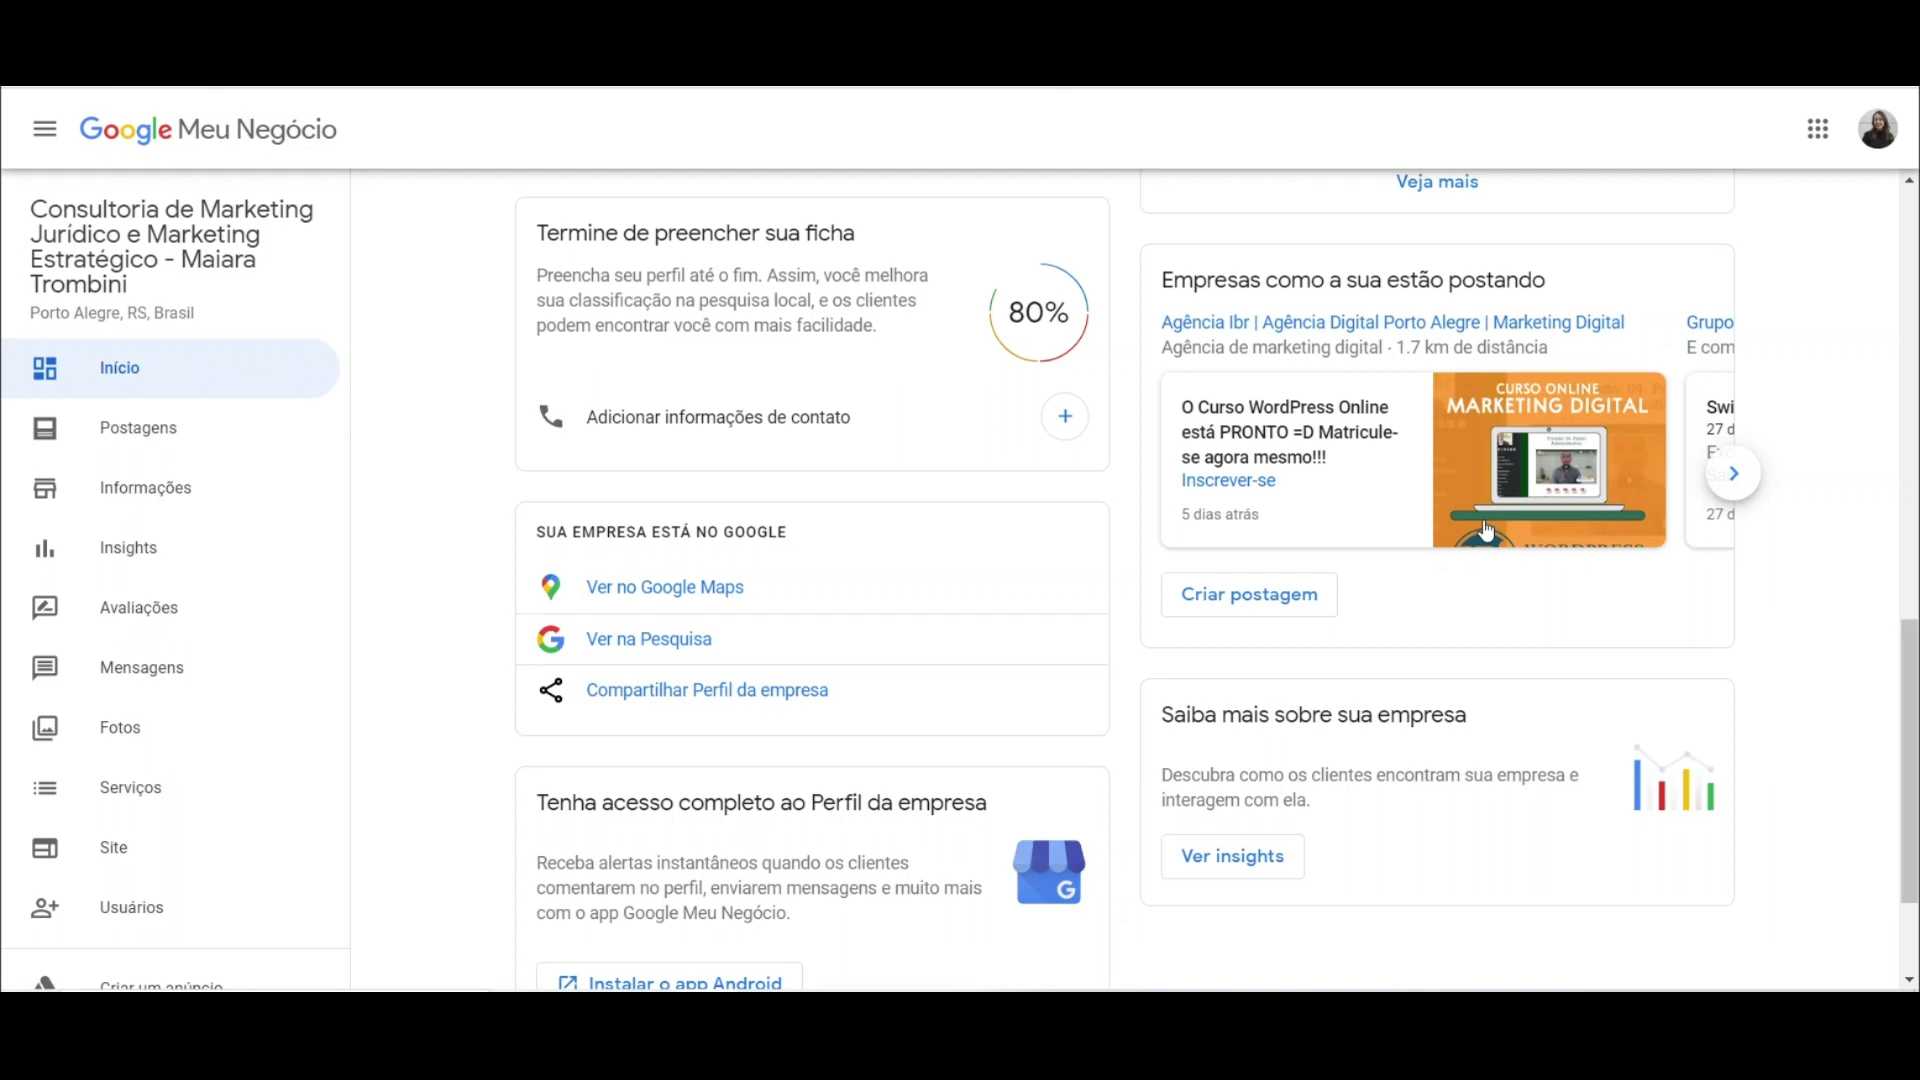 Google Meu Negócio
Consultoria de Marketing
Jurídico e Marketing
Estratégico - Maiara
Trombini
Porto Alegre, RS, Brasil
Início
Postagens
Informações
Insights
Avaliações
Mensagens
Fotos
Serviços
Site
Usuários
Criar um anúncio
Termine de preencher sua ficha
Preencha seu perfil até o fim. Assim, você melhora
sua classificação na pesquisa local, e os clientes
podem encontrar você com mais facilidade.
80%
Adicionar informações de contato
SUA EMPRESA ESTÁ NO GOOGLE
Ver no Google Maps
Ver na Pesquisa
Compartilhar Perfil da empresa
Tenha acesso completo ao Perfil da empresa
Receba alertas instantâneos quando os clientes
comentarem no perfil, enviarem mensagens e muito mais
com o app Google Meu Negócio.
G
Instalar o app Android
Veja mais
Empresas como a sua estão postando
Agência Ibr | Agência Digital Porto Alegre | Marketing Digital
Agência de marketing digital · 1.7 km de distância
O Curso WordPress Online
está PRONTO =D Matricule-
se agora mesmo!!!
Inscrever-se
5 dias atrás
CURSO ONLINE
MARKETING DIGITAL
WORDPRESS
Grupo
E com
Swi
27 d
27 d
Criar postagem
Saiba mais sobre sua empresa
Descubra como os clientes encontram sua empresa e
interagem com ela.
Ver insights